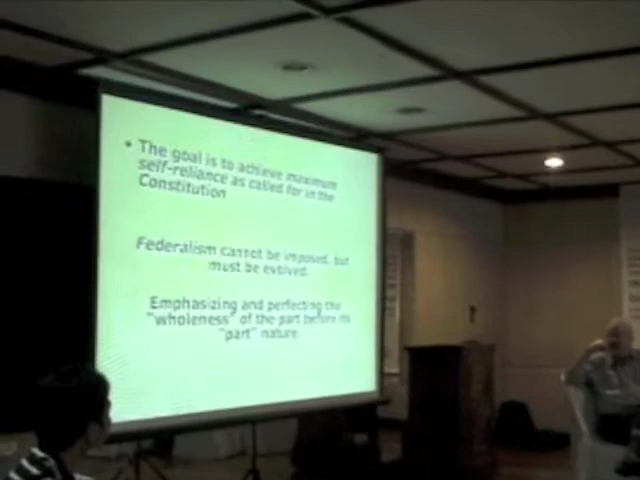 • The goal is to achieve maximum
self-reliance as called for in the
Constitution
Federalism cannot be imposed, but
must be evolved.
Emphasizing and perfecting the
"wholeness" of the part before its
"part" nature.